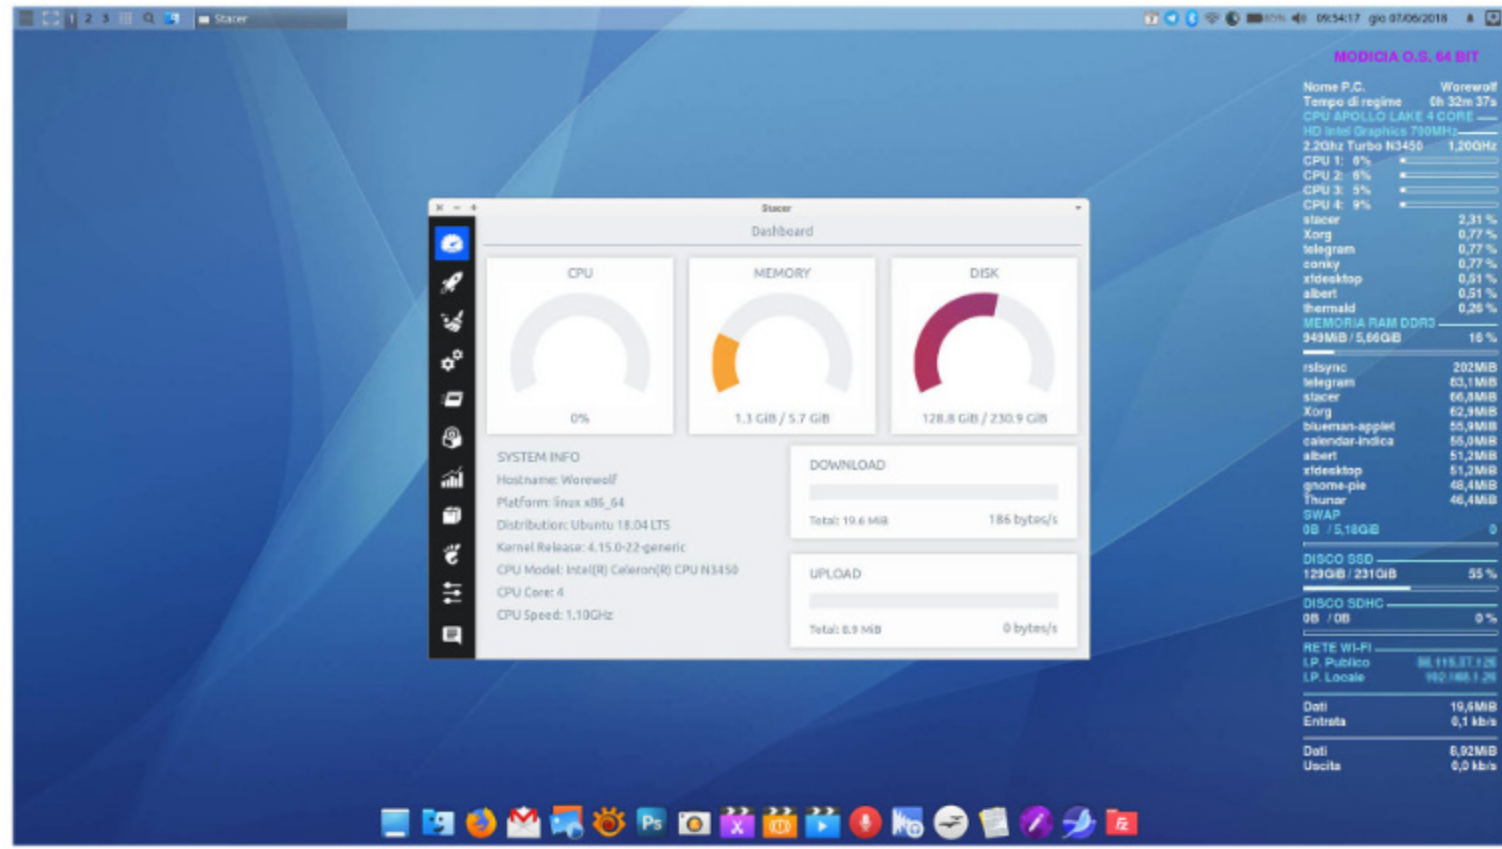 1 2 3 Stacer
85% 09:54:17 gio 07/06/2018
MODICIA O.S. 64 BIT
Nome P.C. Worewolf
Tempo di regime 0h 32m 37s
CPU APOLLO LAKE 4 CORE
HD Intel Graphics 700MHz
2.2Ghz Turbo N3450 1,20GHz
CPU 1: 6%
CPU 2: 6%
CPU 3: 5%
CPU 4: 9%
stacer 2,31 %
Xorg 0,77 %
telegram 0,77 %
conky 0,77 %
xfdesktop 0,51 %
albert 0,51 %
thermald 0,26 %
MEMORIA RAM DDR3
949MiB / 5,66GiB 16 %
rslsync 202MiB
telegram 83,1MiB
stacer 66,8MiB
Xorg 62,9MiB
blueman-applet 55,9MiB
calendar-indica 55,0MiB
albert 51,2MiB
xfdesktop 51,2MiB
gnome-pie 48,4MiB
Thunar 46,4MiB
SWAP
0B / 5,18GiB 0
DISCO SSD
129GiB / 231GiB 55 %
DISCO SDHC
0B / 0B 0 %
RETE WI-FI
I.P. Publico
I.P. Locale
Dati 19,6MiB
Entrata 0,1 kb/s
Dati 8,92MiB
Uscita 0,0 kb/s
Stacer
Dashboard
CPU
0%
MEMORY
1.3 GiB / 5.7 GiB
DISK
128.8 GiB / 230.9 GiB
SYSTEM INFO
Hostname: Worewolf
Platform: linux x86_64
Distribution: Ubuntu 18.04 LTS
Kernel Release: 4.15.0-22-generic
CPU Model: Intel(R) Celeron(R) CPU N3450
CPU Core: 4
CPU Speed: 1.10GHz
DOWNLOAD
Total: 19.6 MiB 186 bytes/s
UPLOAD
Total: 8.9 MiB 0 bytes/s
Ps
X
Fz